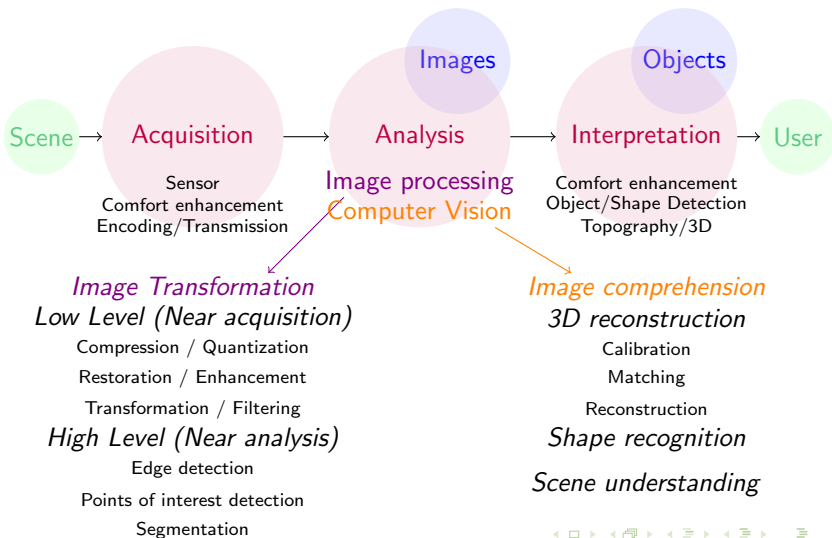 Images
Objects
Scene
Acquisition
Analysis
Interpretation
User
Sensor
Comfort enhancement
Encoding/Transmission
Image processing
Computer Vision
Comfort enhancement
Object/Shape Detection
Topography/3D
Image Transformation
Low Level (Near acquisition)
Compression / Quantization
Restoration / Enhancement
Transformation / Filtering
High Level (Near analysis)
Edge detection
Points of interest detection
Segmentation
Image comprehension
3D reconstruction
Calibration
Matching
Reconstruction
Shape recognition
Scene understanding